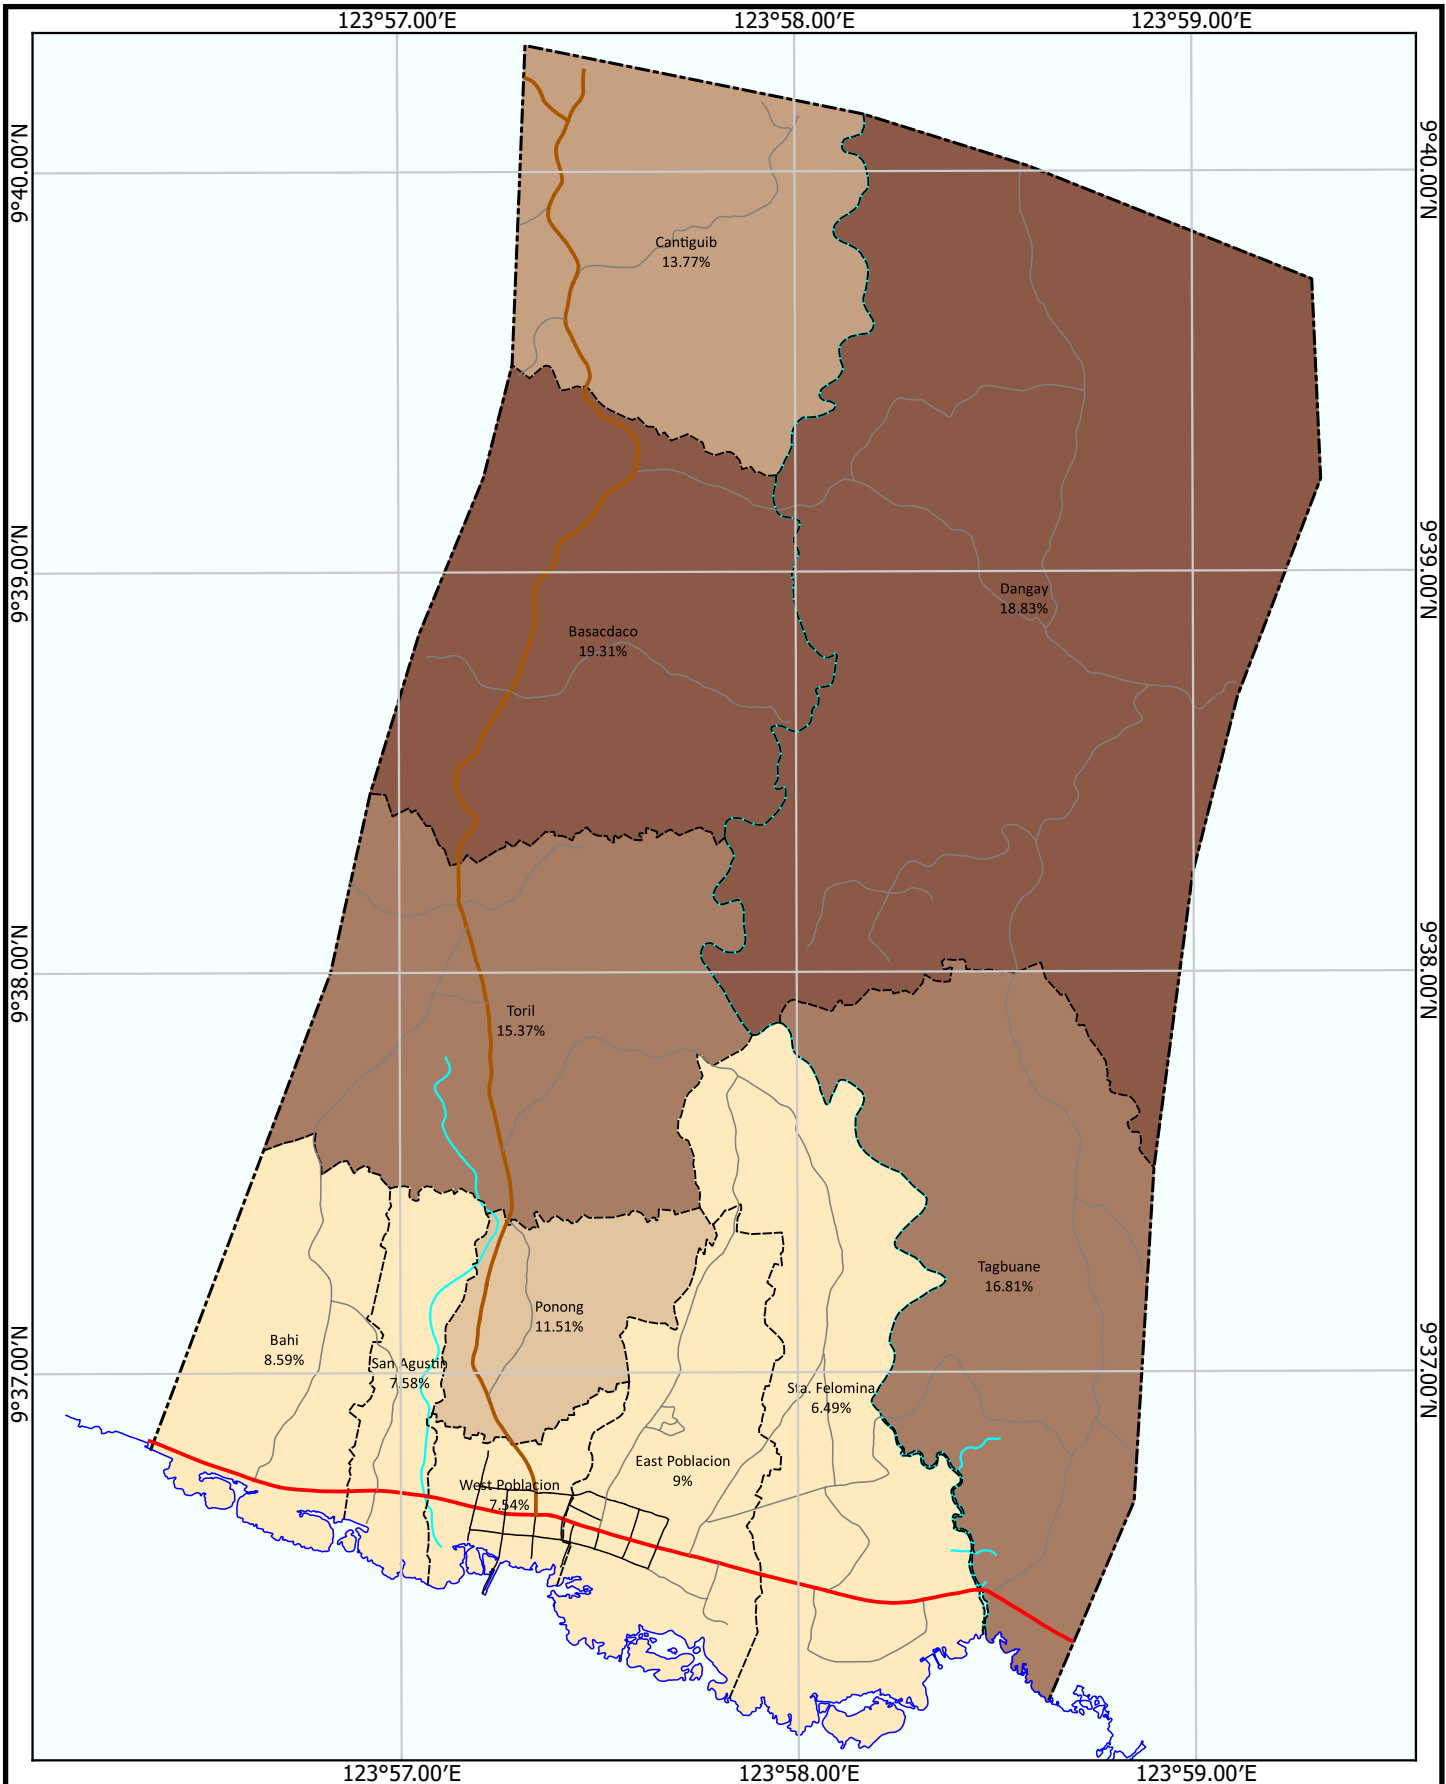 123°57.00'E
123°58.00'E
123°59.00'E
9°40.00'N
9°40.00'N
Cantiguib
13.77%
9°39.00'N
9°39.00'N
Dangay
18.83%
Basacdaco
19.31%
9°38.00'N
9°38.00'N
Toril
15.37%
Tagbuane
16.81%
Ponong
11.51%
Bahi
8.59%
9°37.00'N
9°37.00'N
San Agustin
7.58%
Sta. Felomina
6.49%
East Poblacion
9%
West Poblacion
7.54%
123°57.00'E
123°58.00'E
123°59.00'E